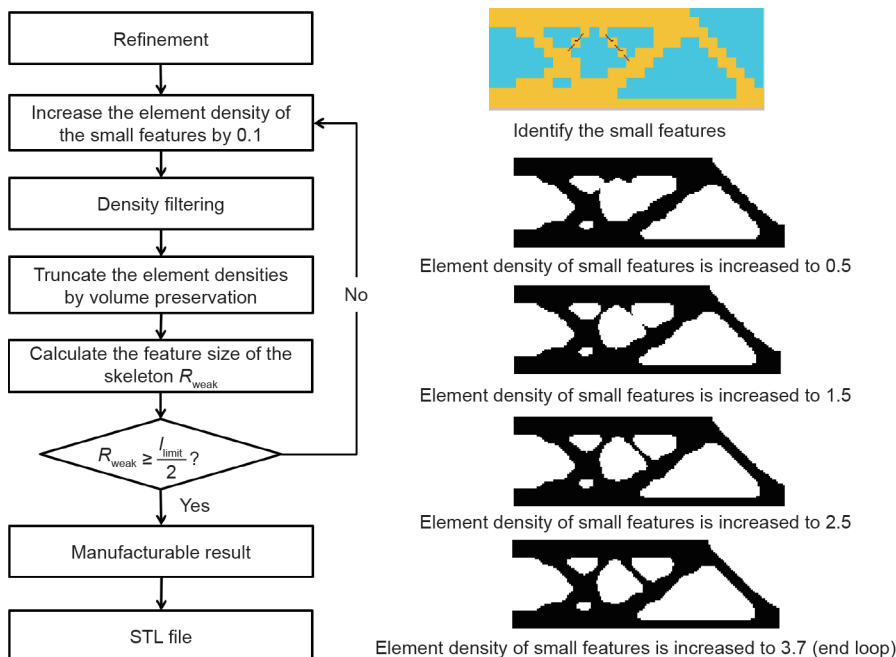 Refinement
Increase the element density of
the small features by 0.1
Density filtering
Truncate the element densities
by volume preservation
No
Calculate the feature size of the
skeleton R_weak
R_weak ≥ l_limit/2 ?
Yes
Manufacturable result
STL file
Identify the small features
Element density of small features is increased to 0.5
Element density of small features is increased to 1.5
Element density of small features is increased to 2.5
Element density of small features is increased to 3.7 (end loop)